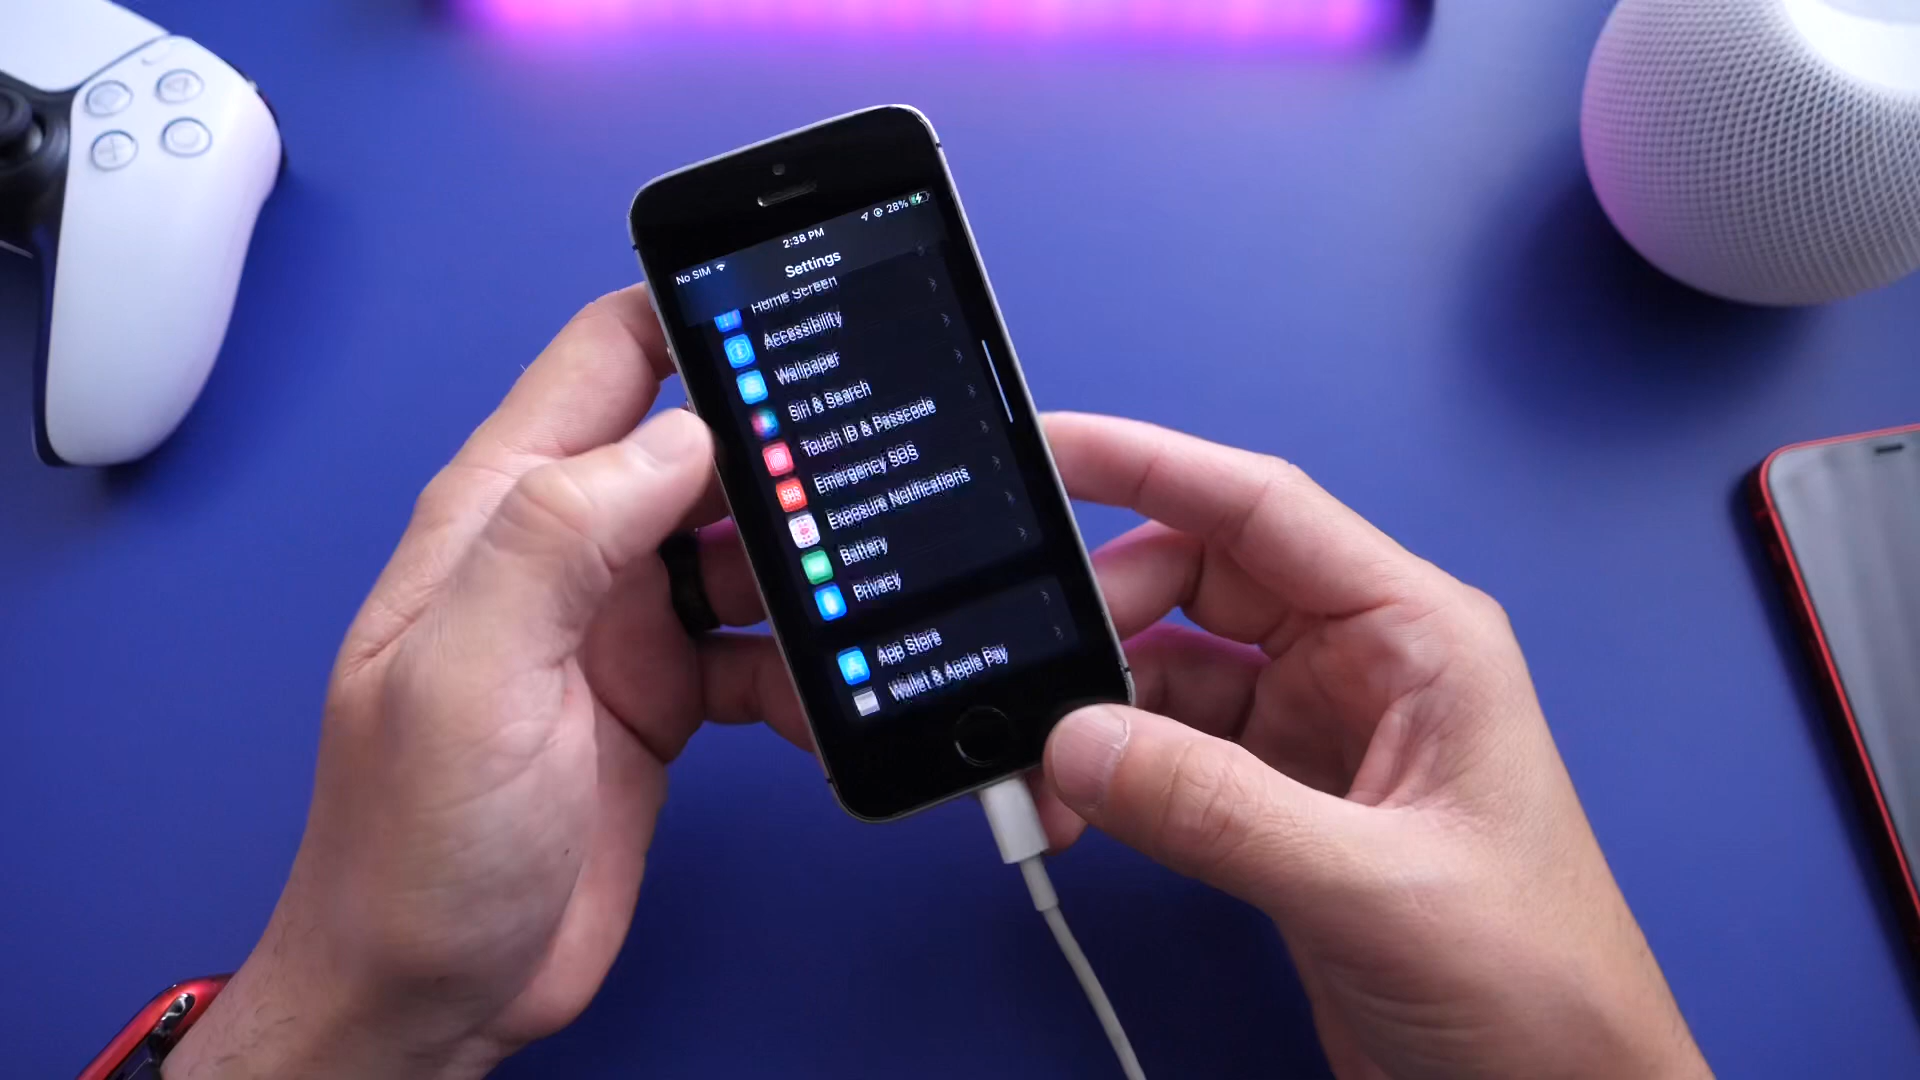 28%
2:38 PM
No SIM
Settings
Home Screen
Accessibility
Wallpaper
Siri & Search
Touch ID & Passcode
SOS
Emergency SOS
Exposure Notifications
Battery
Privacy
App Store
Wallet & Apple Pay